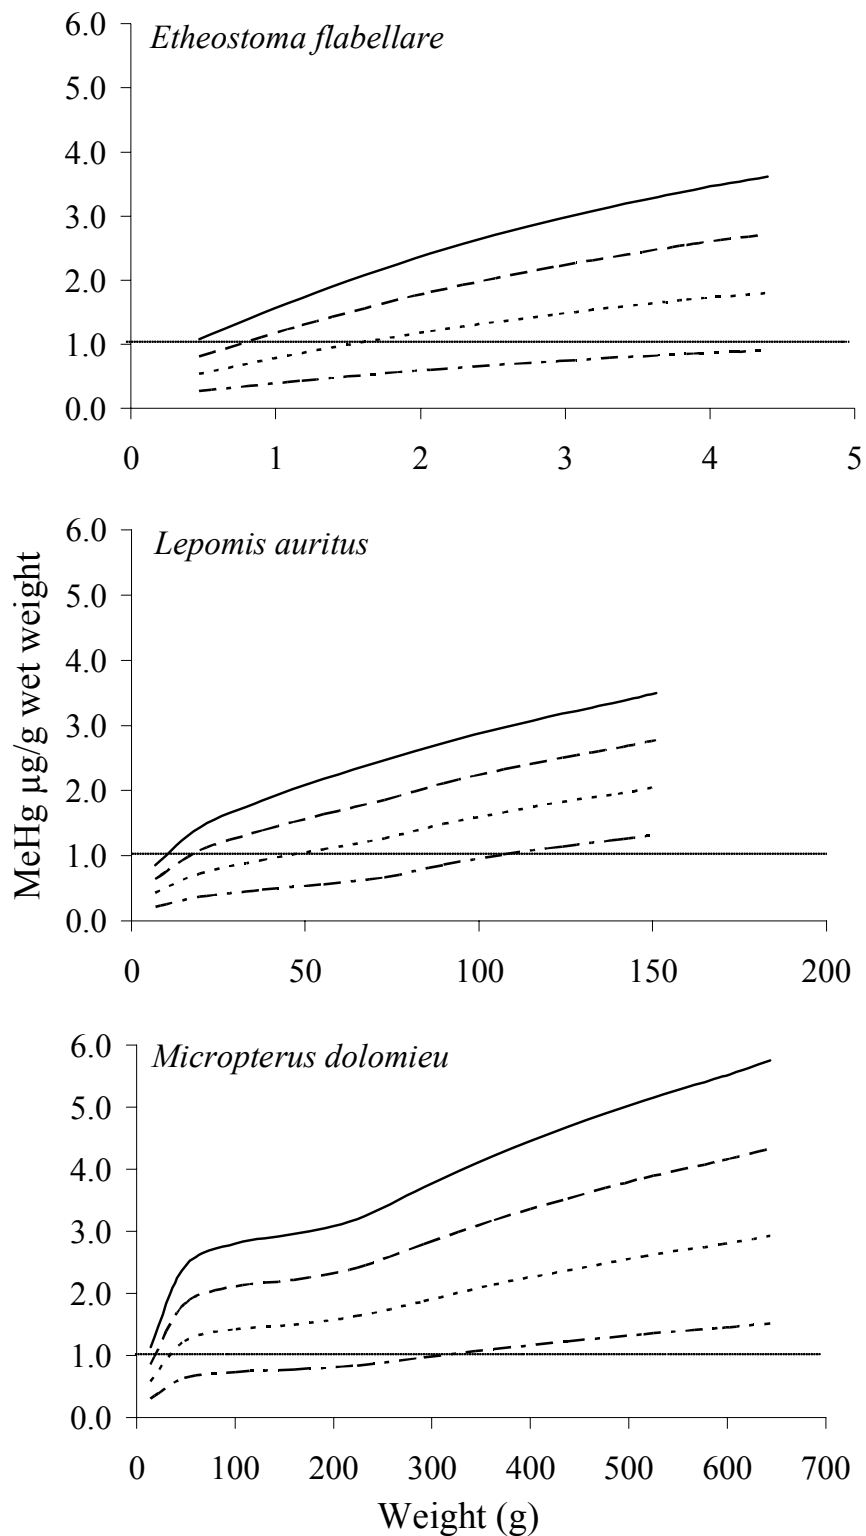 6.0
Etheostoma flabellare
5.0
4.0
3.0
2.0
1.0
0.0
0 1 2 3 4 5
MeHg µg/g wet weight
6.0
Lepomis auritus
5.0
4.0
3.0
2.0
1.0
0.0
0 50 100 150 200
6.0
Micropterus dolomieu
5.0
4.0
3.0
2.0
1.0
0.0
0 100 200 300 400 500 600 700
Weight (g)